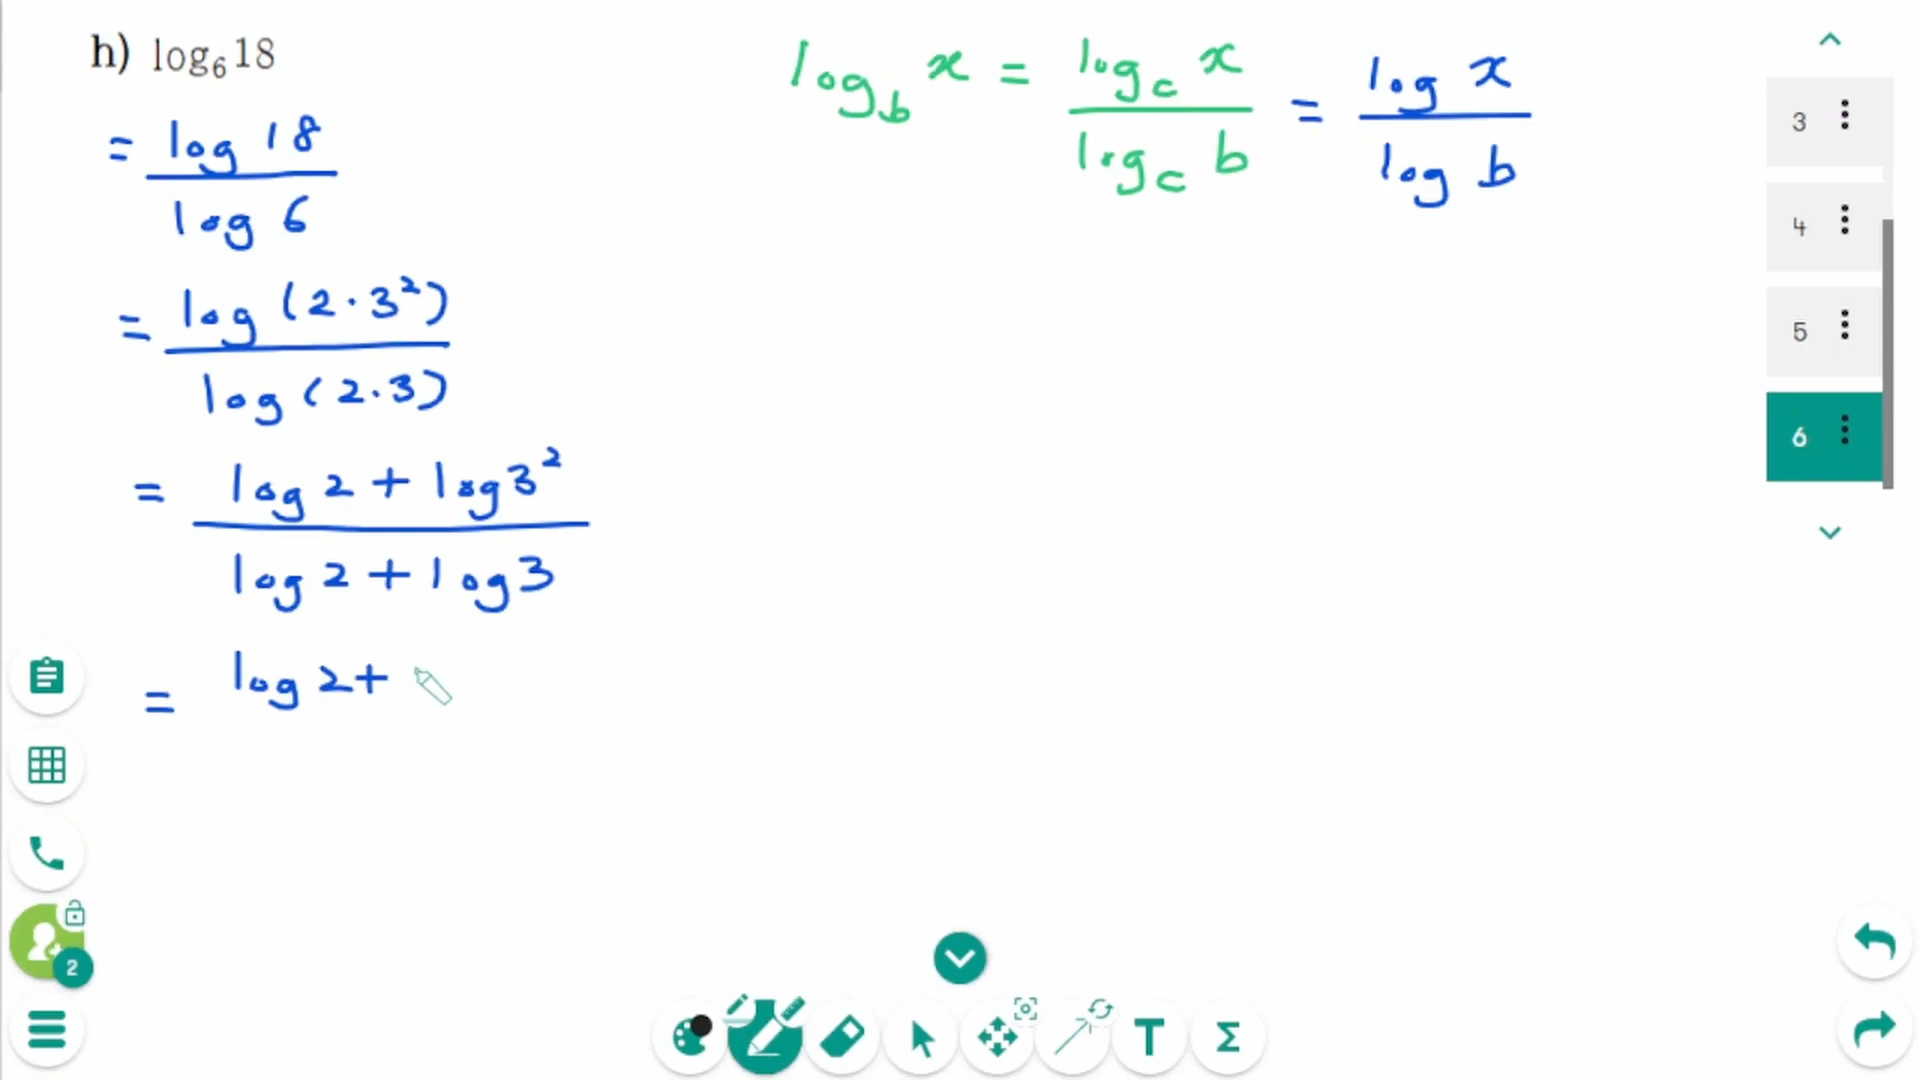 h) log₆18
log_b x = log_c x / log_c b = log x / log b
= log 18 / log 6
= log (2·3²) / log (2·3)
= log 2 + log 3² / log 2 + log 3
= log 2 +
3
4
5
6
2
T
Σ